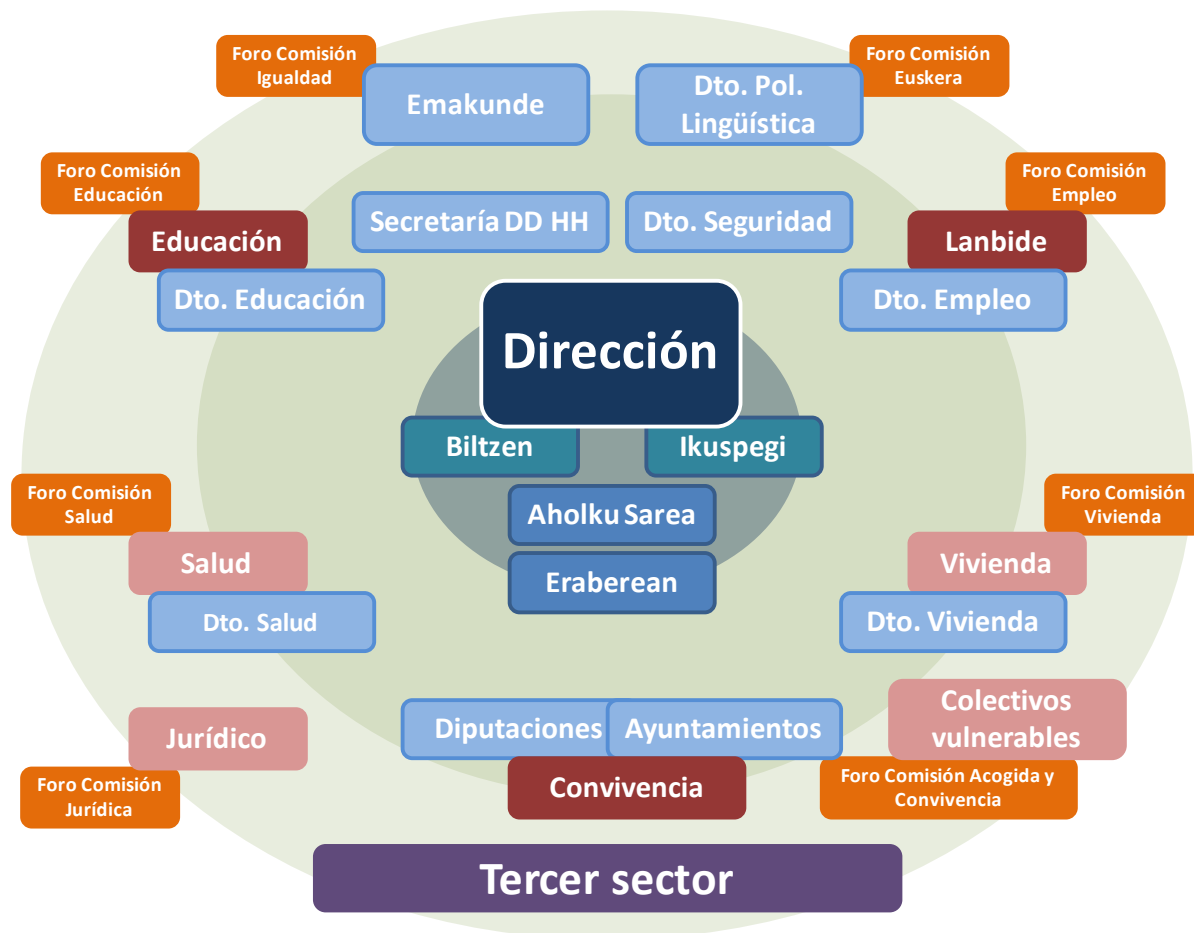 Foro Comisión
Igualdad
Emakunde
Dto. Pol.
Lingüística
Foro Comisión
Euskera
Foro Comisión
Educación
Educación
Dto. Educación
Secretaría DD HH
Dto. Seguridad
Foro Comisión
Empleo
Lanbide
Dto. Empleo
Dirección
Biltzen
Ikuspegi
Aholku Sarea
Eraberean
Foro Comisión
Salud
Salud
Dto. Salud
Foro Comisión
Vivienda
Vivienda
Dto. Vivienda
Jurídico
Foro Comisión
Jurídica
Diputaciones
Ayuntamientos
Convivencia
Colectivos
vulnerables
Foro Comisión Acogida y
Convivencia
Tercer sector